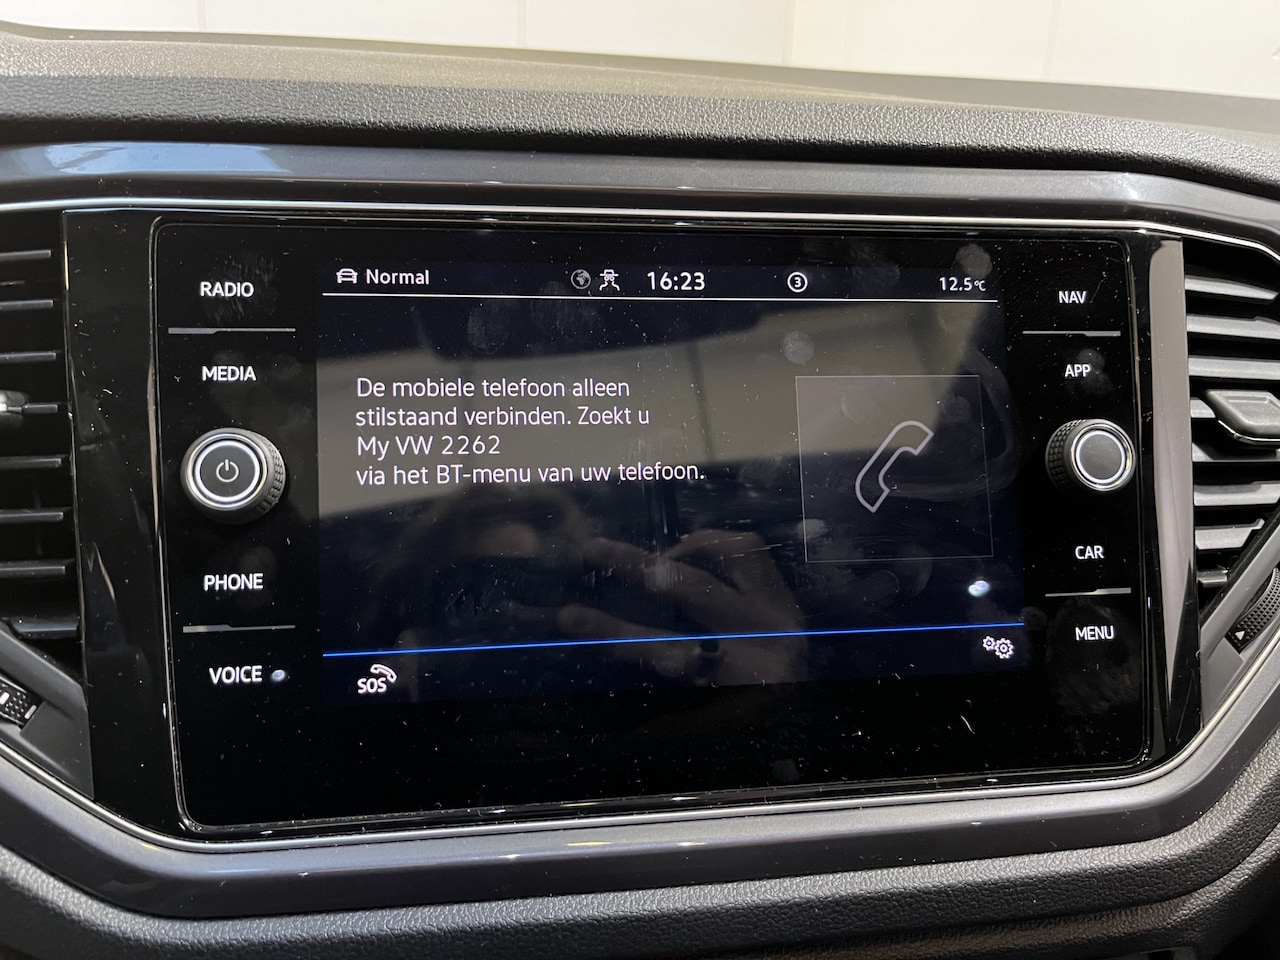 Normal 16:23 3 12.5°C
RADIO
MEDIA
PHONE
VOICE
De mobiele telefoon alleen
stilstaand verbinden. Zoekt u
My VW 2262
via het BT-menu van uw telefoon.
SOS
NAV
APP
CAR
MENU